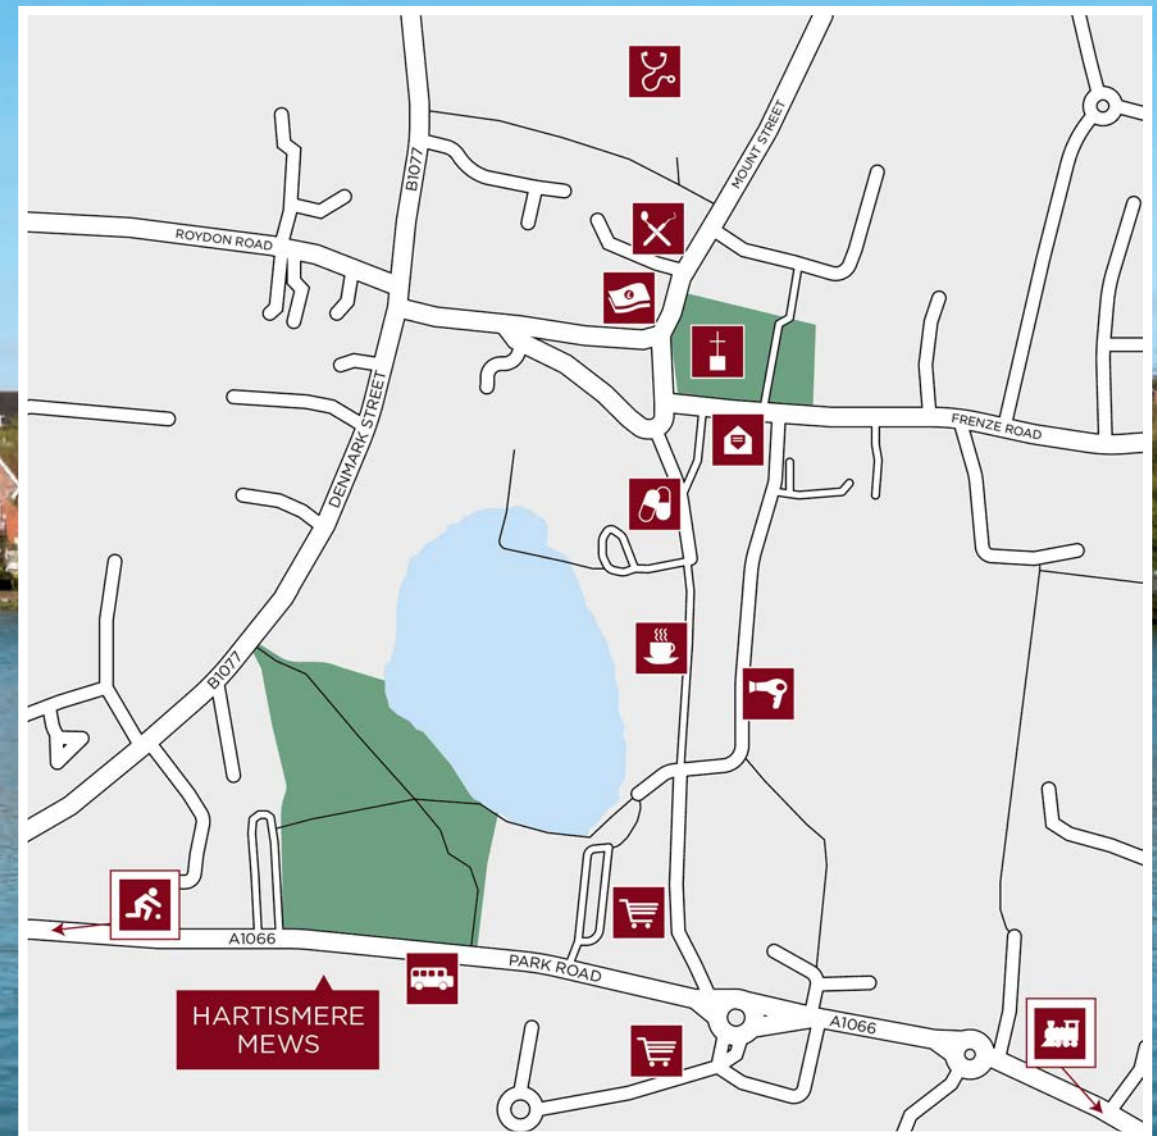 MOUNT STREET
B1077
ROYDON ROAD
DENMARK STREET
FRENZE ROAD
B1077
A1066
PARK ROAD
HARTISMERE
MEWS
A1066